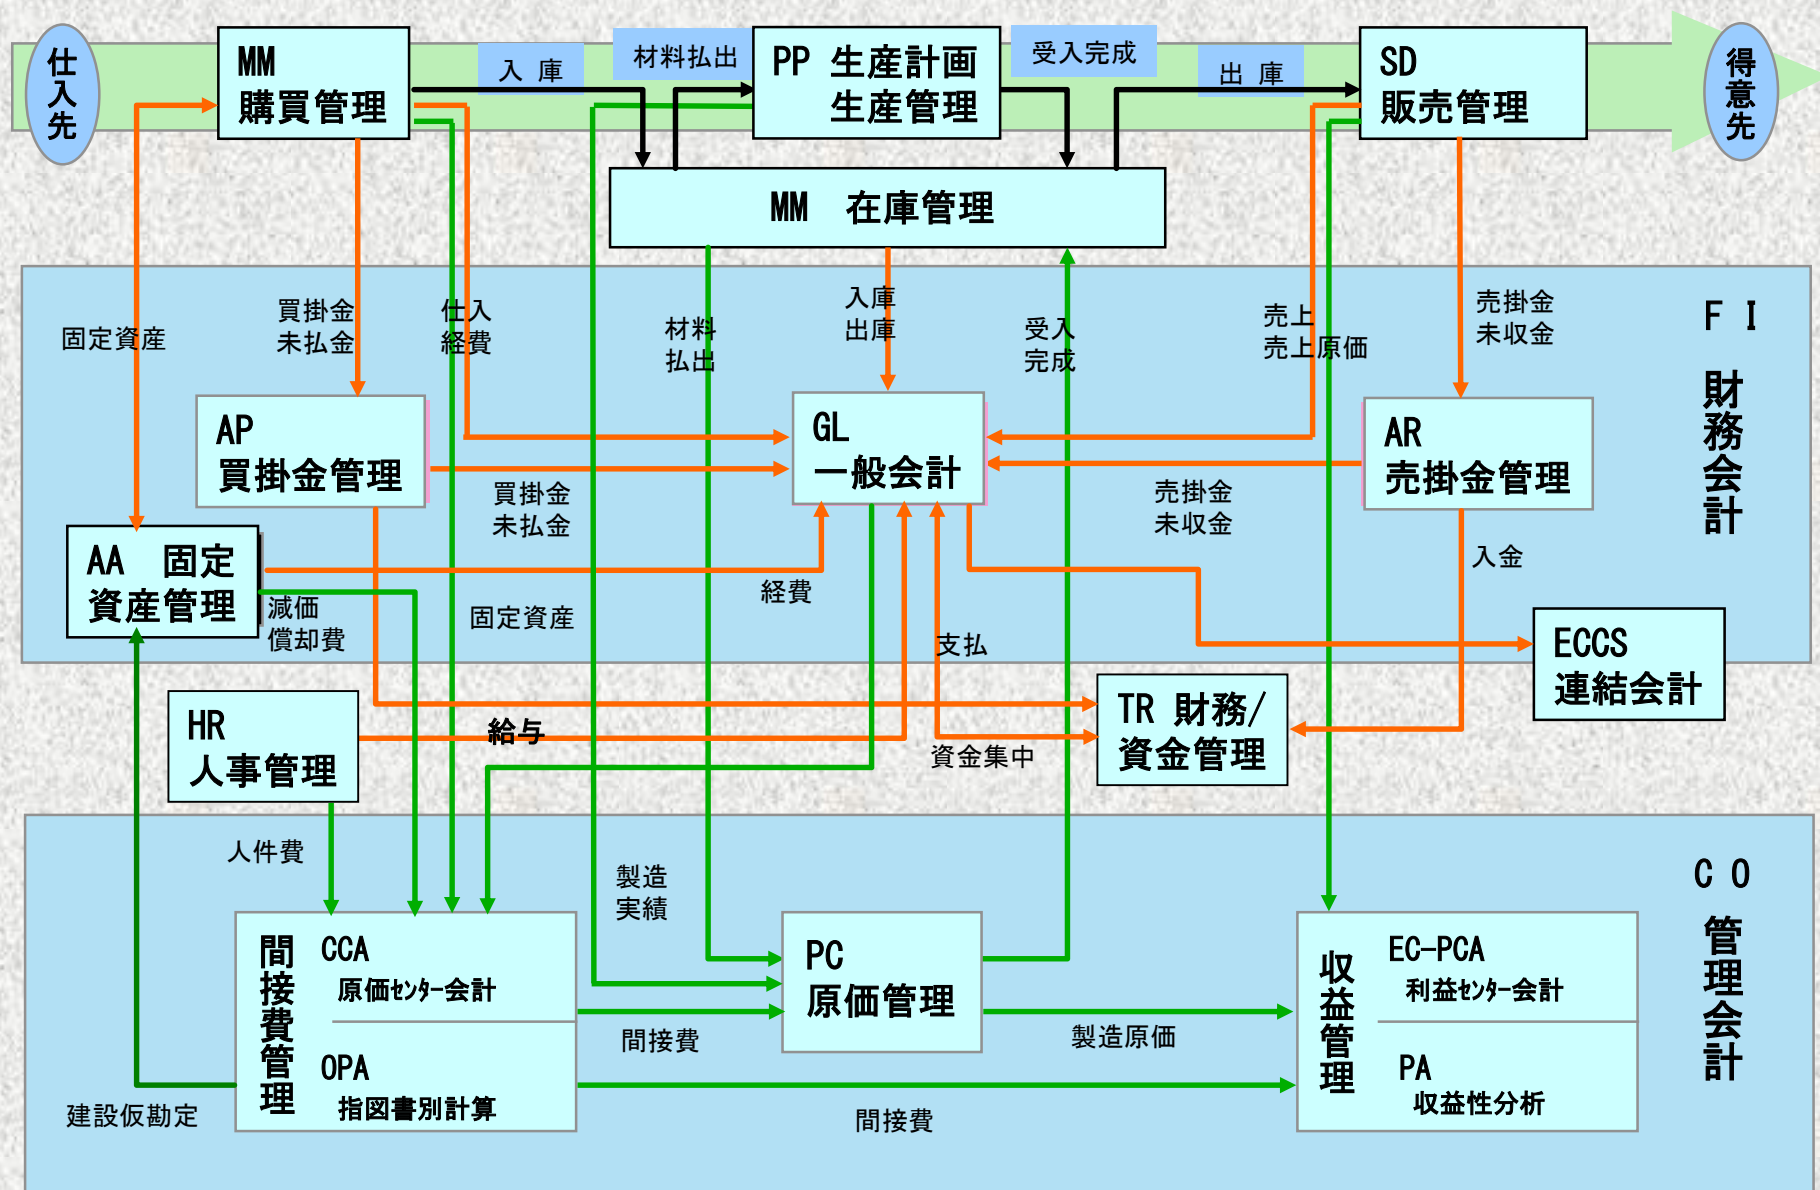 仕入先
MM
購買管理
入 庫
材料払出
PP 生産計画
生産管理
受入完成
出 庫
SD
販売管理
得意先
MM 在庫管理
固定資産
買掛金
未払金
仕入
経費
材料
払出
入庫
出庫
受入
完成
売上
売上原価
売掛金
未収金
FI
財務会計
AP
買掛金管理
GL
一般会計
AR
売掛金管理
買掛金
未払金
売掛金
未収金
入金
AA 固定
資産管理
減価
償却費
固定資産
経費
支払
ECCS
連結会計
HR
人事管理
給与
資金集中
TR 財務/
資金管理
人件費
製造
実績
CO
管理会計
間接費管理
CCA
原価センター会計
OPA
指図書別計算
PC
原価管理
収益管理
EC-PCA
利益センター会計
PA
収益性分析
間接費
製造原価
建設仮勘定
間接費